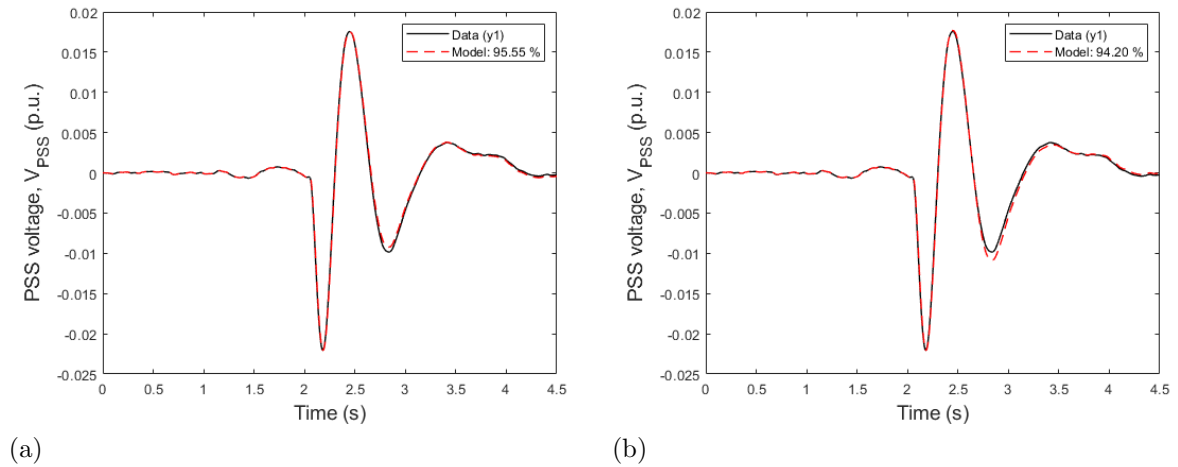 0.02
0.015
0.01
0.005
0
-0.005
-0.01
-0.015
-0.02
-0.025
PSS voltage, V_PSS (p.u.)
0 0.5 1 1.5 2 2.5 3 3.5 4 4.5
Time (s)
Data (y1)
Model: 95.55 %
(a)
0.02
0.015
0.01
0.005
0
-0.005
-0.01
-0.015
-0.02
-0.025
PSS voltage, V_PSS (p.u.)
0 0.5 1 1.5 2 2.5 3 3.5 4 4.5
Time (s)
Data (y1)
Model: 94.20 %
(b)